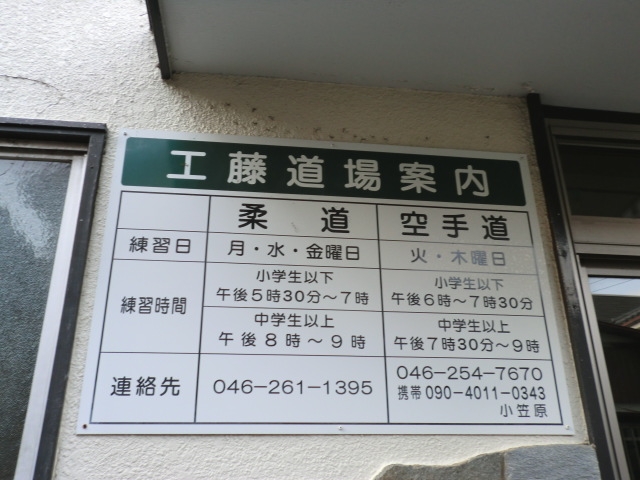 工藤道場案内
柔道 空手道
練習日 月・水・金曜日 火・木曜日
練習時間
小学生以下 小学生以下
午後5時30分〜7時 午後6時〜7時30分
中学生以上 中学生以上
午後8時〜9時 午後7時30分〜9時
連絡先 046-261-1395 046-254-7670
携帯 090-4011-0343
小笠原